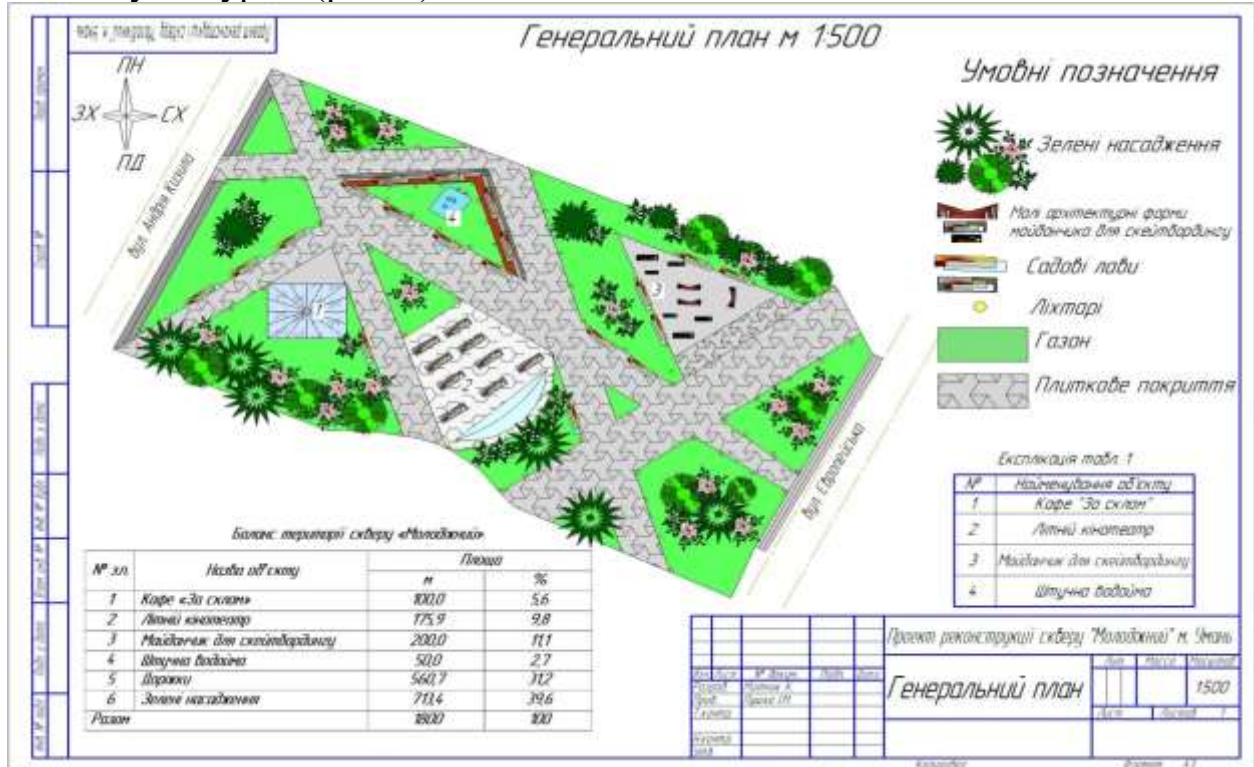 Генеральний план м 1:500
ПН
ЗХ
СХ
ПД
вул. Андрія Кизила
вул. Європейська
1
2
3
4
Умовні позначення
Зелені насадження
Малі архітектурні форми
майданчика для скейтбордингу
Садові лави
Ліхтарі
Газон
Плиткове покриття
Експлікація табл. 1
№ Найменування об'єкту
1 Кафе "За склом"
2 Літній кінотеатр
3 Майданчик для скейтбордингу
4 Штучна водойма
Баланс території скверу «Молодіжний»
№ з.п. Назва об'єкту Площа
м %
1 Кафе «За склом» 100,0 5,6
2 Літній кінотеатр 175,9 9,8
3 Майданчик для скейтбордингу 200,0 11,1
4 Штучна водойма 50,0 2,7
5 Доріжки 560,7 31,2
6 Зелені насадження 713,4 39,6
Разом 1800 100
Проект реконструкції скверу "Молодіжний" м. Умань
Генеральний план
1:500